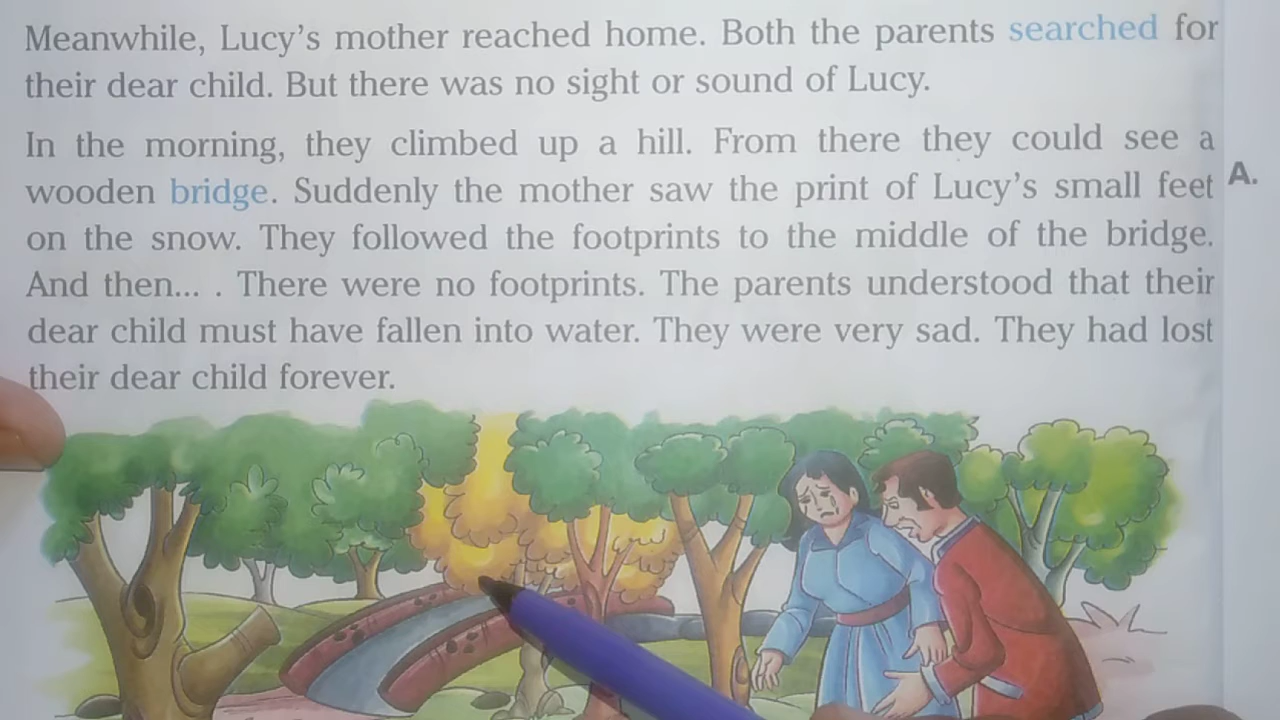 Meanwhile, Lucy's mother reached home. Both the parents searched for
their dear child. But there was no sight or sound of Lucy.
In the morning, they climbed up a hill. From there they could see a
wooden bridge. Suddenly the mother saw the print of Lucy's small feet
on the snow. They followed the footprints to the middle of the bridge.
And then... . There were no footprints. The parents understood that their
dear child must have fallen into water. They were very sad. They had lost
their dear child forever.
A.